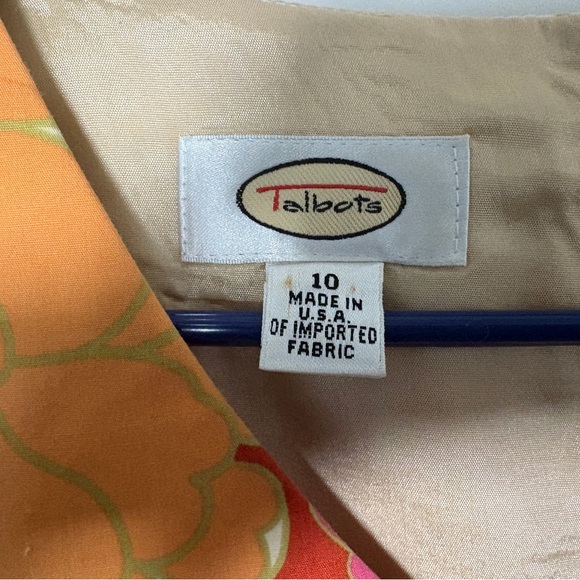 Talbots
10
MADE IN
U.S.A.
OF IMPORTED
FABRIC